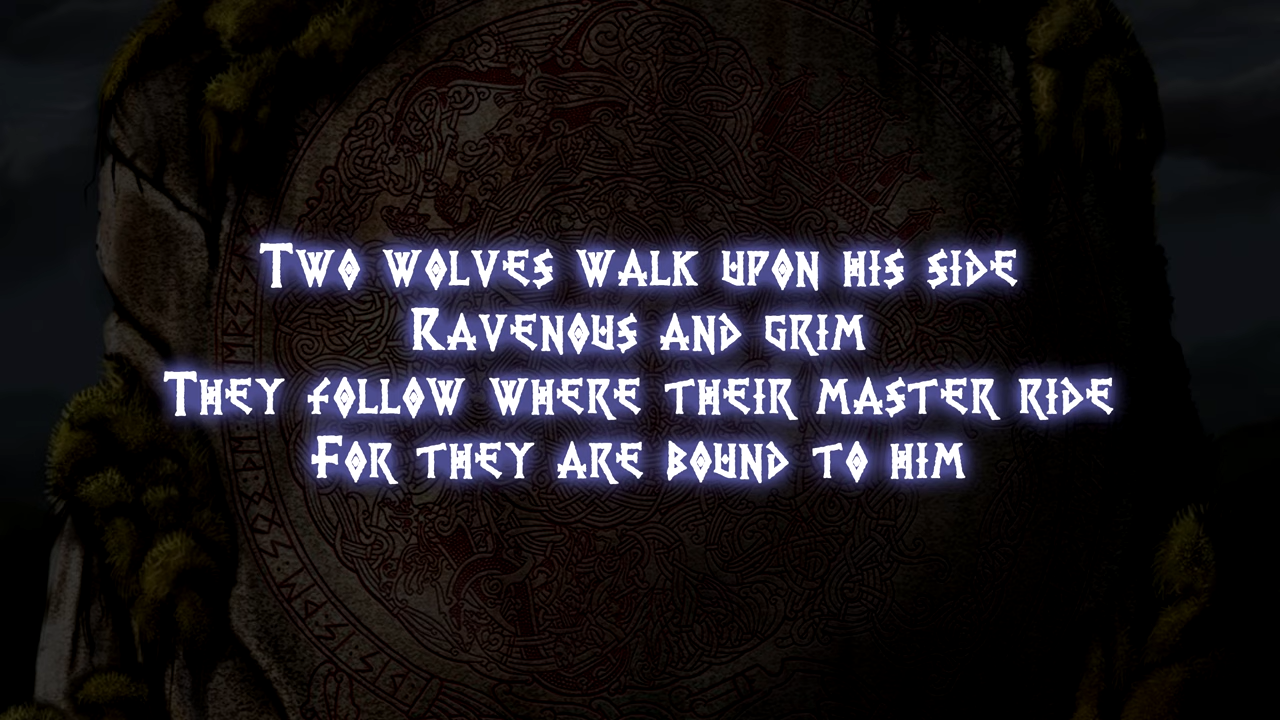 Two wolves walk upon his side
Ravenous and grim
They follow where their master ride
For they are bound to him